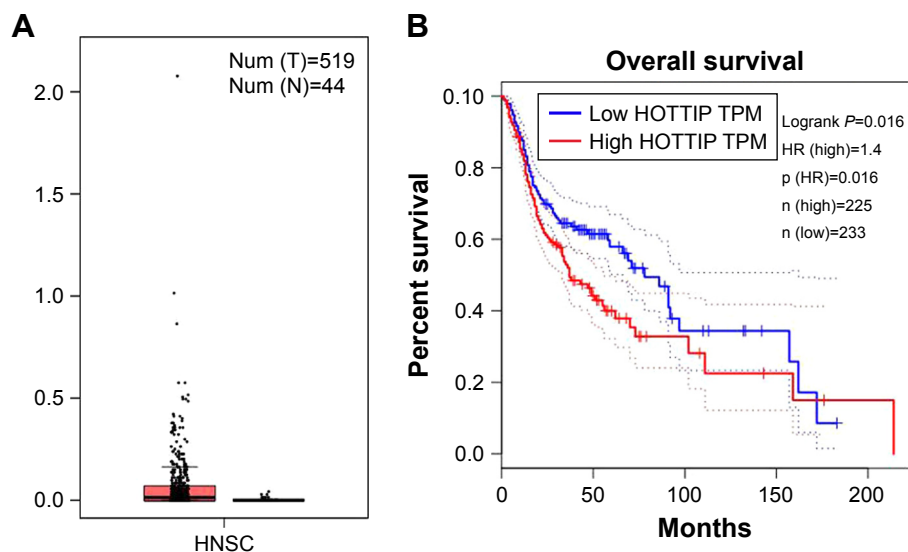 A
Num (T)=519
Num (N)=44
2.0
1.0
0.5
0.0
HNSC
B
Overall survival
Percent survival
0.10
0.8
0.6
0.4
0.2
0.0
Low HOTTIP TPM
High HOTTIP TPM
Logrank P=0.016
HR (high)=1.4
p (HR)=0.016
n (high)=225
n (low)=233
0 50 100 150 200
Months